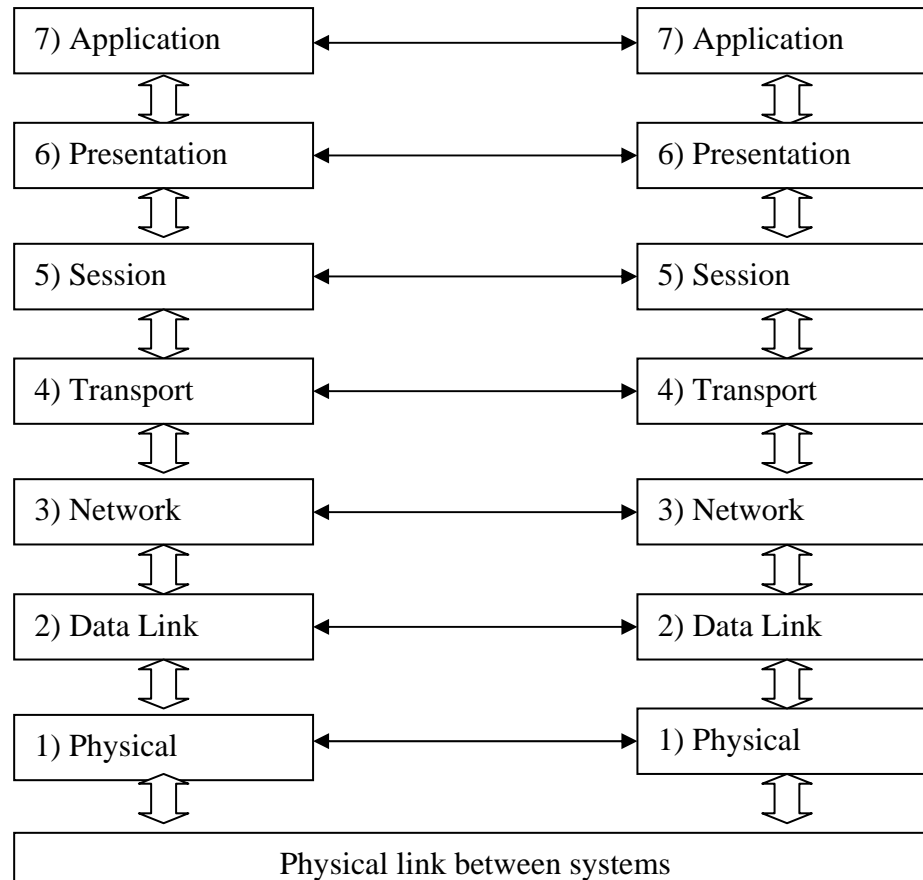 7) Application
7) Application
6) Presentation
6) Presentation
5) Session
5) Session
4) Transport
4) Transport
3) Network
3) Network
2) Data Link
2) Data Link
1) Physical
1) Physical
Physical link between systems